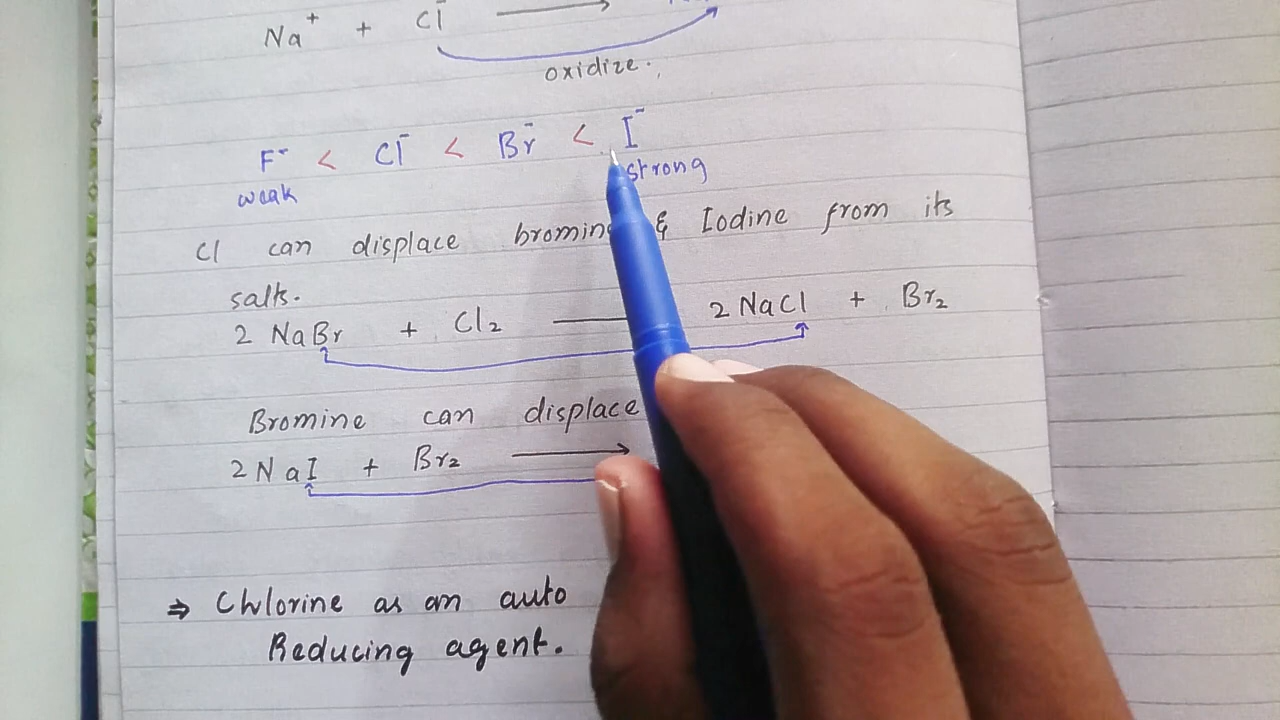 Na⁺ + Cl⁻ ⟶
oxidize.
F⁻ < Cl⁻ < Br⁻ < I⁻
weak strong
Cl can displace bromine & Iodine from its
salts.
2 NaBr + Cl₂ ⟶ 2 NaCl + Br₂
Bromine can displace
2 NaI + Br₂ ⟶
⇒ Chlorine as an auto
Reducing agent.